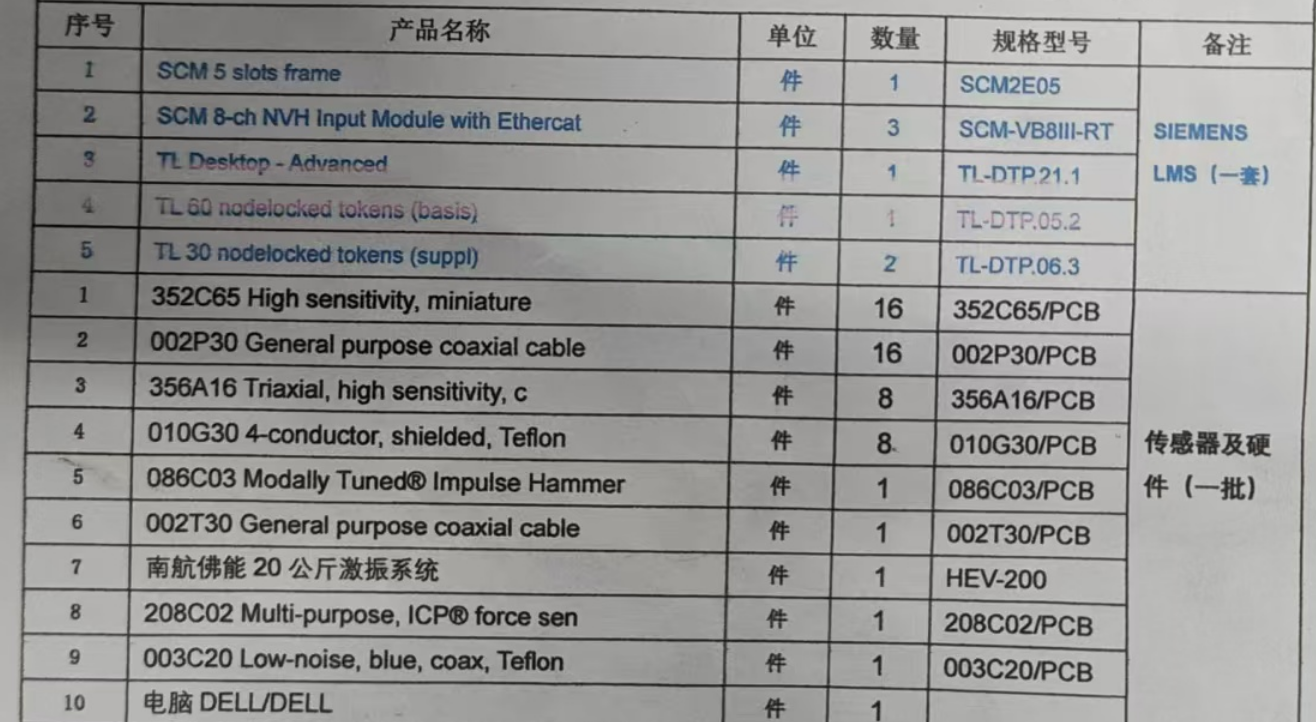 序号 产品名称 单位 数量 规格型号 备注
1 SCM 5 slots frame 件 1 SCM2E05
2 SCM 8-ch NVH Input Module with Ethercat 件 3 SCM-VB8III-RT SIEMENS
3 TL Desktop - Advanced 件 1 TL-DTP.21.1 LMS（一套）
4 TL 60 nodelocked tokens (basis) 件 1 TL-DTP.05.2
5 TL 30 nodelocked tokens (suppl) 件 2 TL-DTP.06.3
1 352C65 High sensitivity, miniature 件 16 352C65/PCB
2 002P30 General purpose coaxial cable 件 16 002P30/PCB
3 356A16 Triaxial, high sensitivity, c 件 8 356A16/PCB
4 010G30 4-conductor, shielded, Teflon 件 8 010G30/PCB 传感器及硬
5 086C03 Modally Tuned® Impulse Hammer 件 1 086C03/PCB 件（一批）
6 002T30 General purpose coaxial cable 件 1 002T30/PCB
7 南航佛能 20 公斤激振系统 件 1 HEV-200
8 208C02 Multi-purpose, ICP® force sen 件 1 208C02/PCB
9 003C20 Low-noise, blue, coax, Teflon 件 1 003C20/PCB
10 电脑 DELL/DELL 件 1